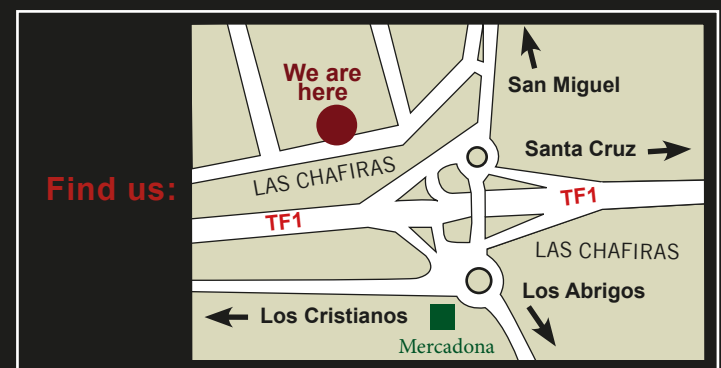 Find us:
We are
here
San Miguel
Santa Cruz
LAS CHAFIRAS
TF1
TF1
LAS CHAFIRAS
Los Abrigos
Los Cristianos
Mercadona